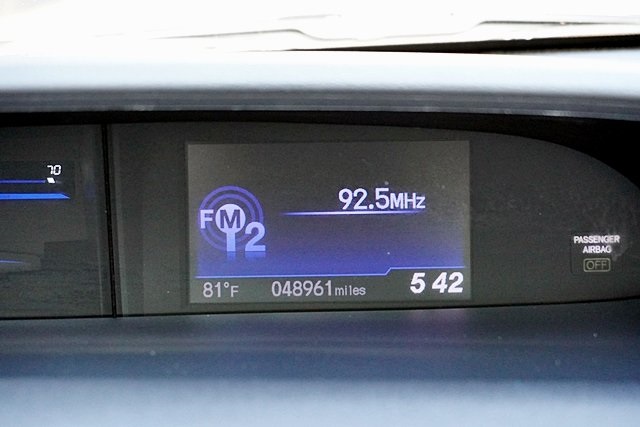 70
92.5MHz
FM2
81°F 048961miles 5 42
PASSENGER
AIRBAG
OFF